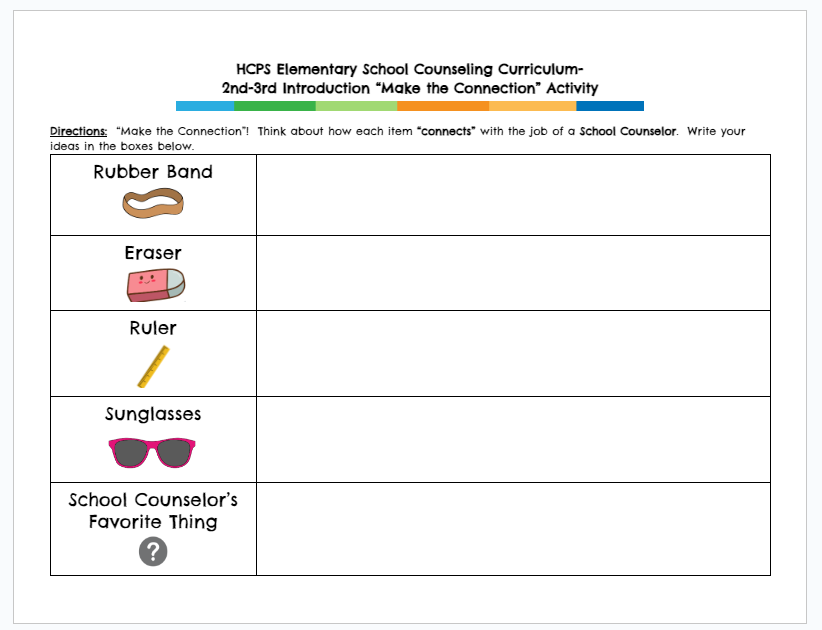 HCPS Elementary School Counseling Curriculum-
2nd-3rd Introduction “Make the Connection” Activity
Directions:  “Make the Connection”!  Think about how each item “connects” with the job of a School Counselor.  Write your
ideas in the boxes below.
Rubber Band
Eraser
Ruler
Sunglasses
School Counselor’s
Favorite Thing
?